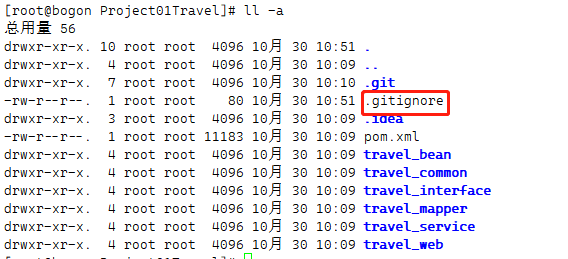 [root@bogon Project01Travel]# ll -a
总用量 56
drwxr-xr-x. 10 root root  4096 10月 30 10:51 .
drwxr-xr-x.  4 root root  4096 10月 30 10:09 ..
drwxr-xr-x.  7 root root  4096 10月 30 10:10 .git
-rw-r--r--.  1 root root    80 10月 30 10:51 .gitignore
drwxr-xr-x.  3 root root  4096 10月 30 10:09 .idea
-rw-r--r--.  1 root root 11183 10月 30 10:09 pom.xml
drwxr-xr-x.  4 root root  4096 10月 30 10:09 travel_bean
drwxr-xr-x.  4 root root  4096 10月 30 10:09 travel_common
drwxr-xr-x.  4 root root  4096 10月 30 10:09 travel_interface
drwxr-xr-x.  4 root root  4096 10月 30 10:09 travel_mapper
drwxr-xr-x.  4 root root  4096 10月 30 10:09 travel_service
drwxr-xr-x.  4 root root  4096 10月 30 10:09 travel_web
[root@bogon Project01Travel]#